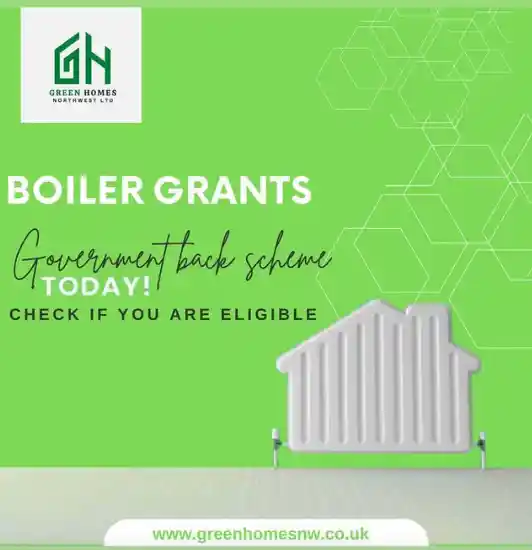 GH
GREEN HOMES
NORTHWEST LTD
BOILER GRANTS
Government back scheme
TODAY!
CHECK IF YOU ARE ELIGIBLE
www.greenhomesnw.co.uk